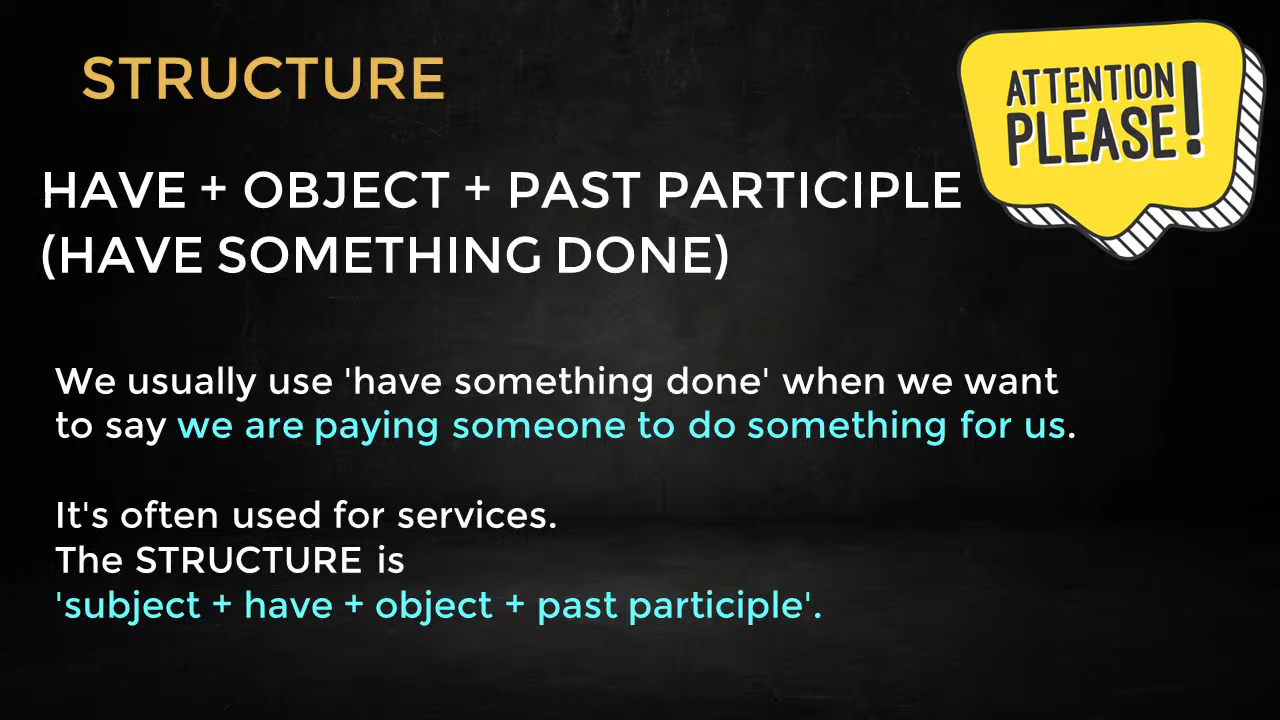 STRUCTURE
ATTENTION
PLEASE!
HAVE + OBJECT + PAST PARTICIPLE
(HAVE SOMETHING DONE)
We usually use 'have something done' when we want
to say we are paying someone to do something for us.
It's often used for services.
The STRUCTURE is
'subject + have + object + past participle'.